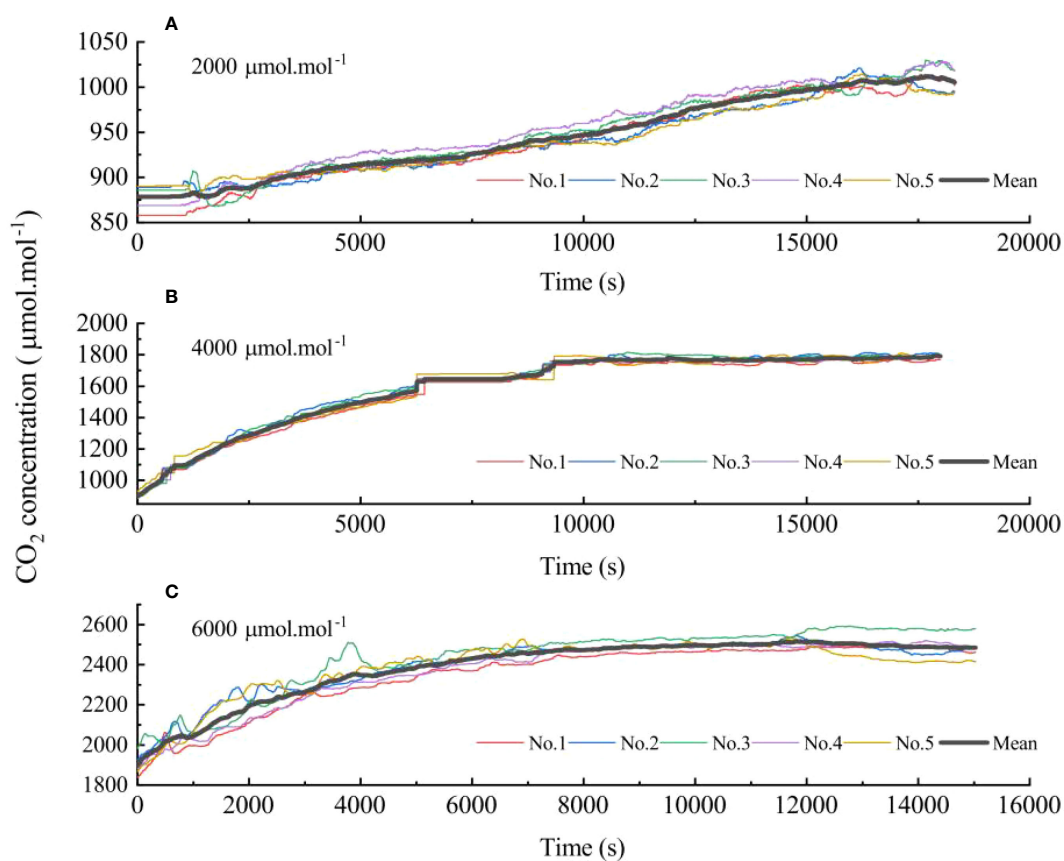 A
2000 μmol.mol-1
1050
1000
950
900
850
No.1 No.2 No.3 No.4 No.5 Mean
0 5000 10000 15000 20000
Time (s)
B
4000 μmol.mol-1
2000
1800
1600
1400
1200
1000
No.1 No.2 No.3 No.4 No.5 Mean
0 5000 10000 15000 20000
Time (s)
C
6000 μmol.mol-1
2600
2400
2200
2000
1800
No.1 No.2 No.3 No.4 No.5 Mean
0 2000 4000 6000 8000 10000 12000 14000 16000
Time (s)
CO2 concentration ( μmol.mol-1)